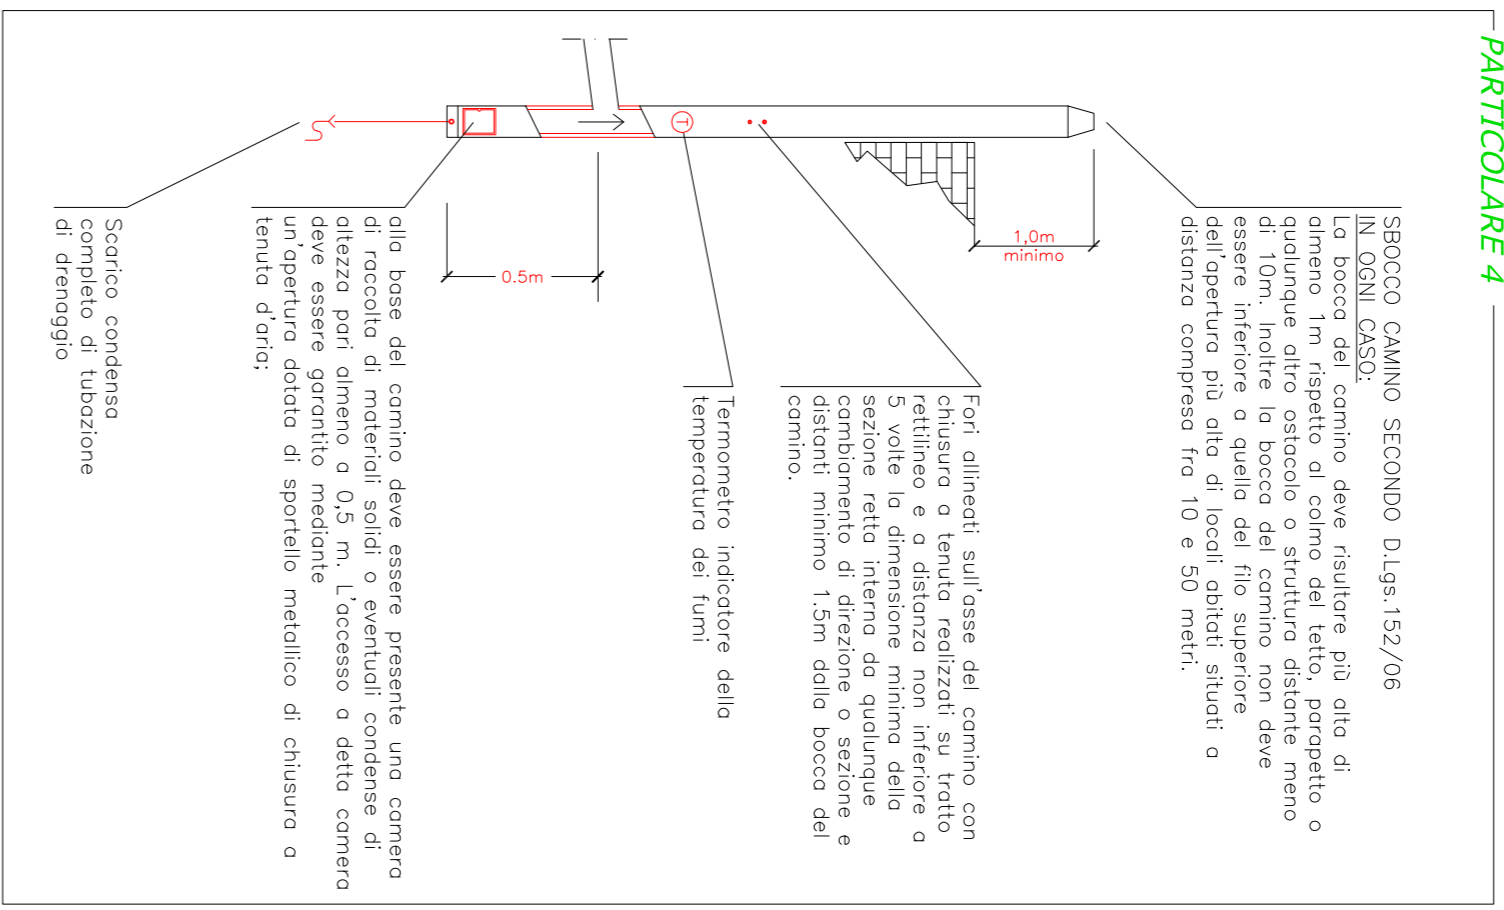 PARTICOLARE 4
SBOCCO CAMINO SECONDO D.Lgs.152/06
IN OGNI CASO:
La bocca del camino deve risultare più alta di
almeno 1m rispetto al colmo del tetto, parapetto o
qualunque altro ostacolo o struttura distante meno
di 10m. Inoltre la bocca del camino non deve
essere inferiore a quella del filo superiore
dell'apertura più alta di locali abitati situati a
distanza compresa fra 10 e 50 metri.
1,0m
minimo
Fori allineati sull'asse del camino con
chiusura a tenuta realizzati su tratto
rettilineo e a distanza non inferiore a
5 volte la dimensione minima della
sezione retta interna da qualunque
cambiamento di direzione o sezione e
distanti minimo 1.5m dalla bocca del
camino.
T
Termometro indicatore della
temperatura dei fumi
0.5m
alla base del camino deve essere presente una camera
di raccolta di materiali solidi o eventuali condense di
altezza pari almeno a 0,5 m. L'accesso a detta camera
deve essere garantito mediante
un'apertura dotata di sportello metallico di chiusura a
tenuta d'aria;
S
Scarico condensa
completo di tubazione
di drenaggio